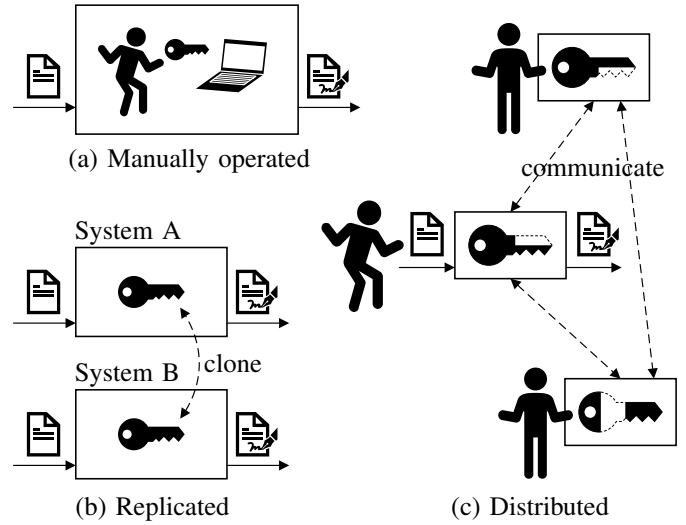 (a) Manually operated
System A
clone
System B
(b) Replicated
communicate
(c) Distributed